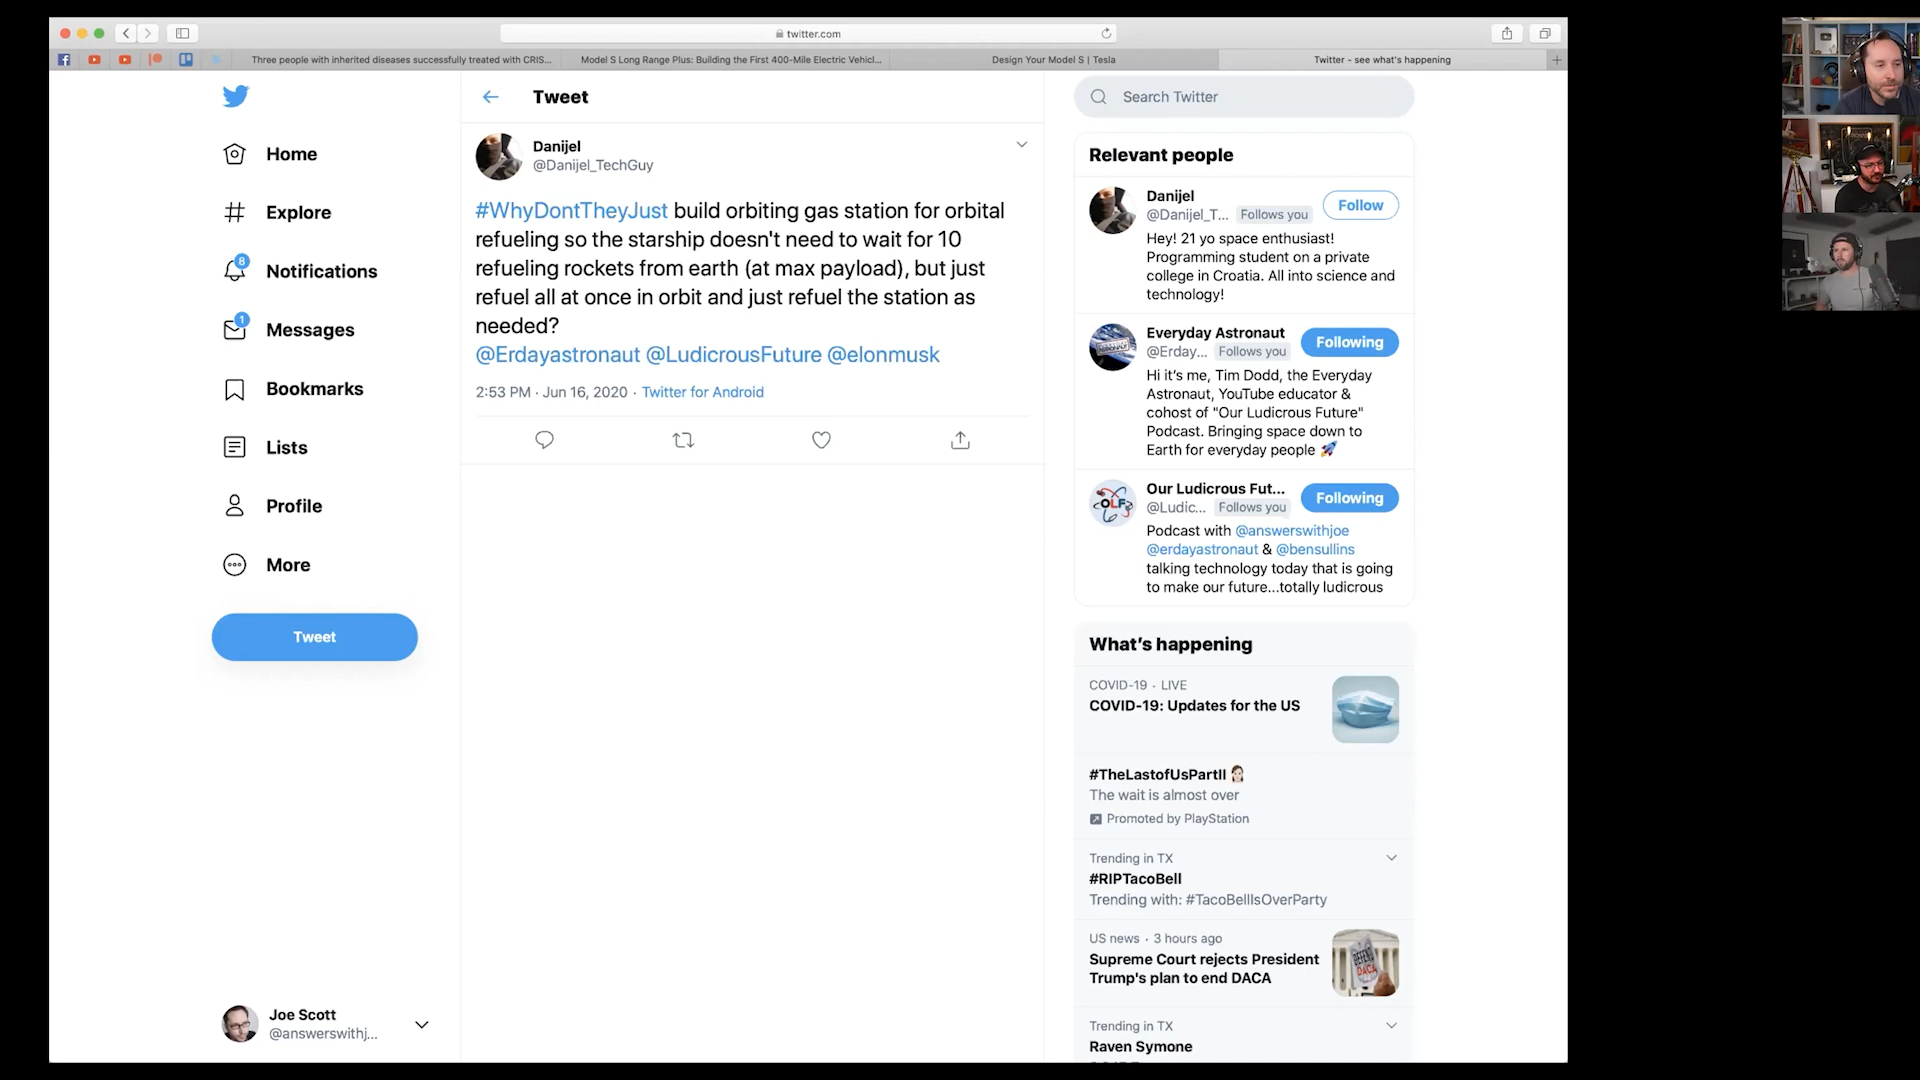 twitter.com
Three people with inherited diseases successfully treated with CRIS...
Model S Long Range Plus: Building the First 400-Mile Electric Vehicl...
Design Your Model S | Tesla
Twitter - see what's happening
Home
Explore
8
Notifications
1
Messages
Bookmarks
Lists
Profile
More
Tweet
Joe Scott
@answerswithj...
Tweet
Danijel
@Danijel_TechGuy
#WhyDontTheyJust build orbiting gas station for orbital
refueling so the starship doesn't need to wait for 10
refueling rockets from earth (at max payload), but just
refuel all at once in orbit and just refuel the station as
needed?
@Erdayastronaut @LudicrousFuture @elonmusk
2:53 PM · Jun 16, 2020 · Twitter for Android
Search Twitter
Relevant people
Danijel
@Danijel_T... Follows you
Follow
Hey! 21 yo space enthusiast!
Programming student on a private
college in Croatia. All into science and
technology!
Everyday Astronaut
@Erday... Follows you
Following
Hi it's me, Tim Dodd, the Everyday
Astronaut, YouTube educator &
cohost of "Our Ludicrous Future"
Podcast. Bringing space down to
Earth for everyday people 🚀
OLF
Our Ludicrous Fut...
@Ludic... Follows you
Following
Podcast with @answerswithjoe
@erdayastronaut & @bensullins
talking technology today that is going
to make our future...totally ludicrous
What's happening
COVID-19 · LIVE
COVID-19: Updates for the US
#TheLastofUsPartII
The wait is almost over
Promoted by PlayStation
Trending in TX
#RIPTacoBell
Trending with: #TacoBellIsOverParty
US news · 3 hours ago
Supreme Court rejects President
Trump's plan to end DACA
DEFEND
DACA
Trending in TX
Raven Symone